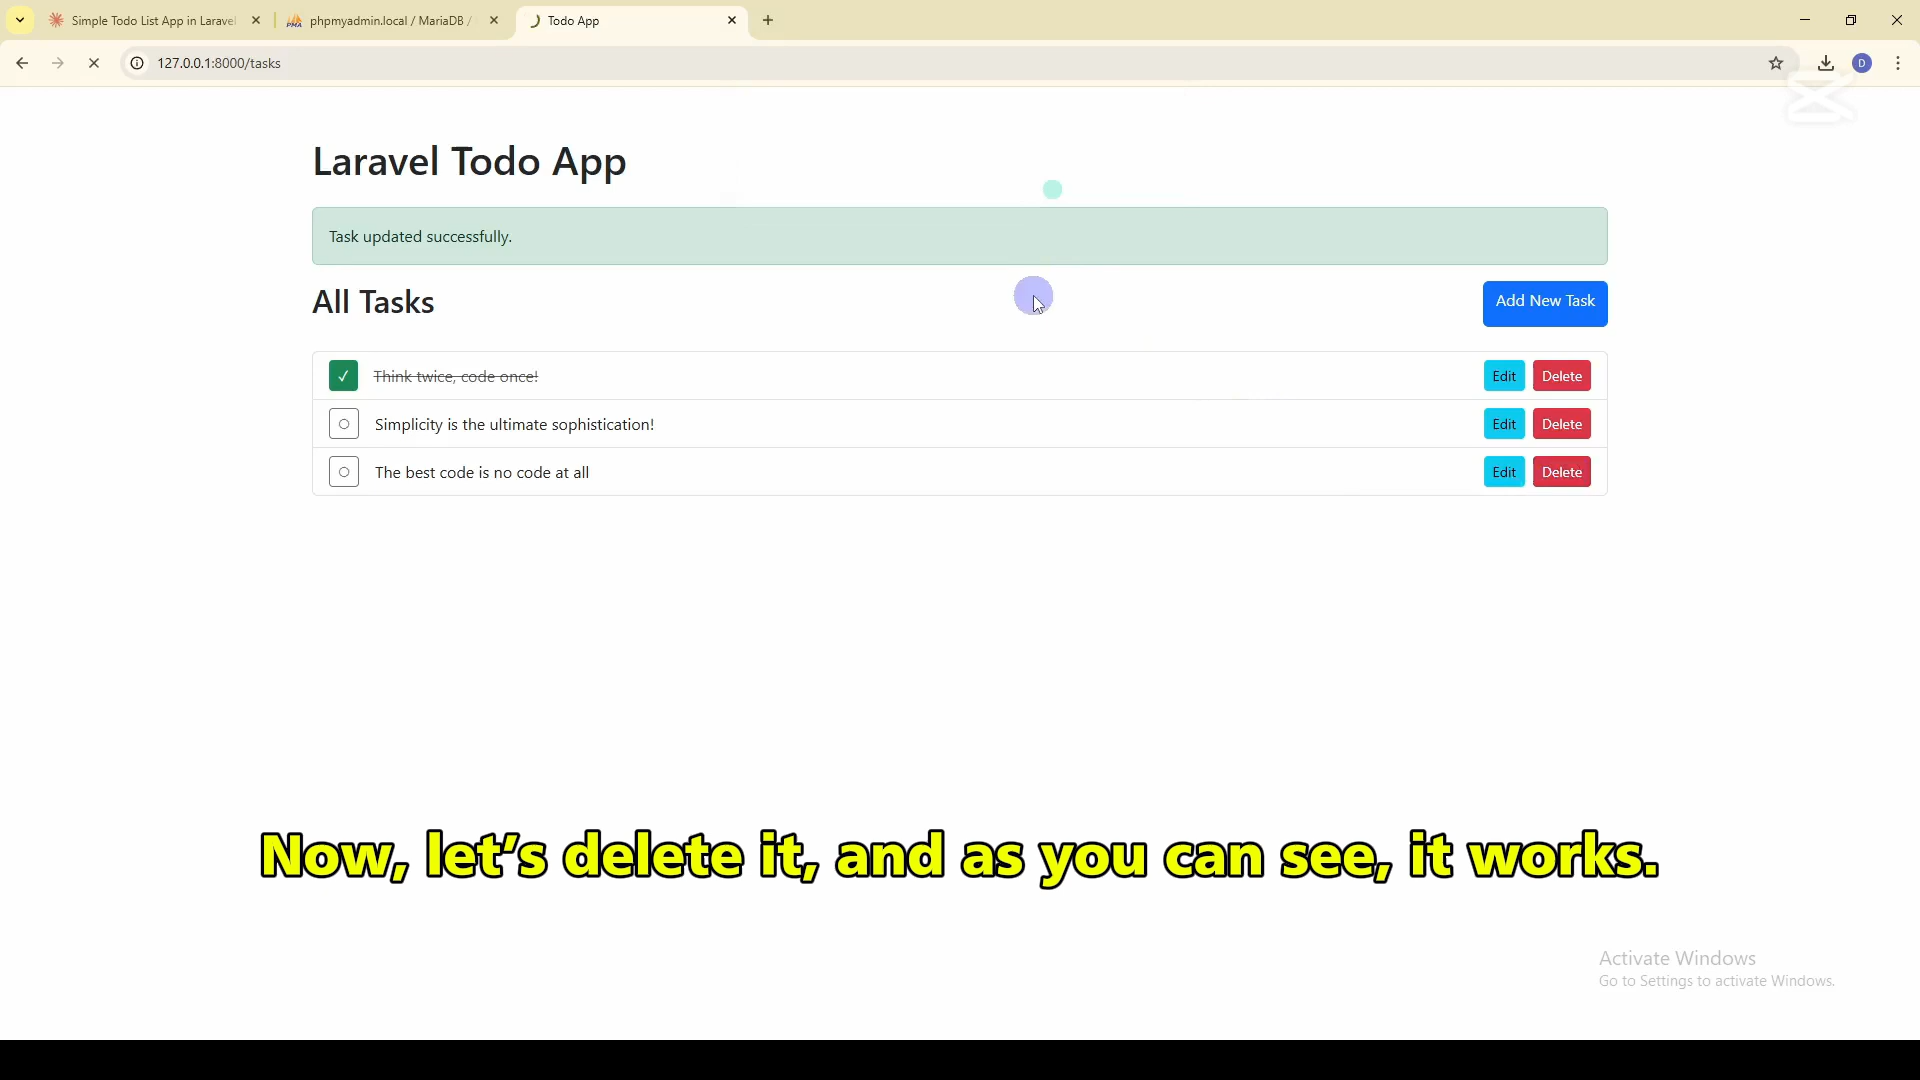 Simple Todo List App in Laravel
phpmyadmin.local / MariaDB /
Todo App
127.0.0.1:8000/tasks
D
Laravel Todo App
Task updated successfully.
All Tasks
Add New Task
✓ Think twice, code once! Edit Delete
Simplicity is the ultimate sophistication! Edit Delete
The best code is no code at all Edit Delete
Now, let's delete it, and as you can see, it works.
Activate Windows
Go to Settings to activate Windows.